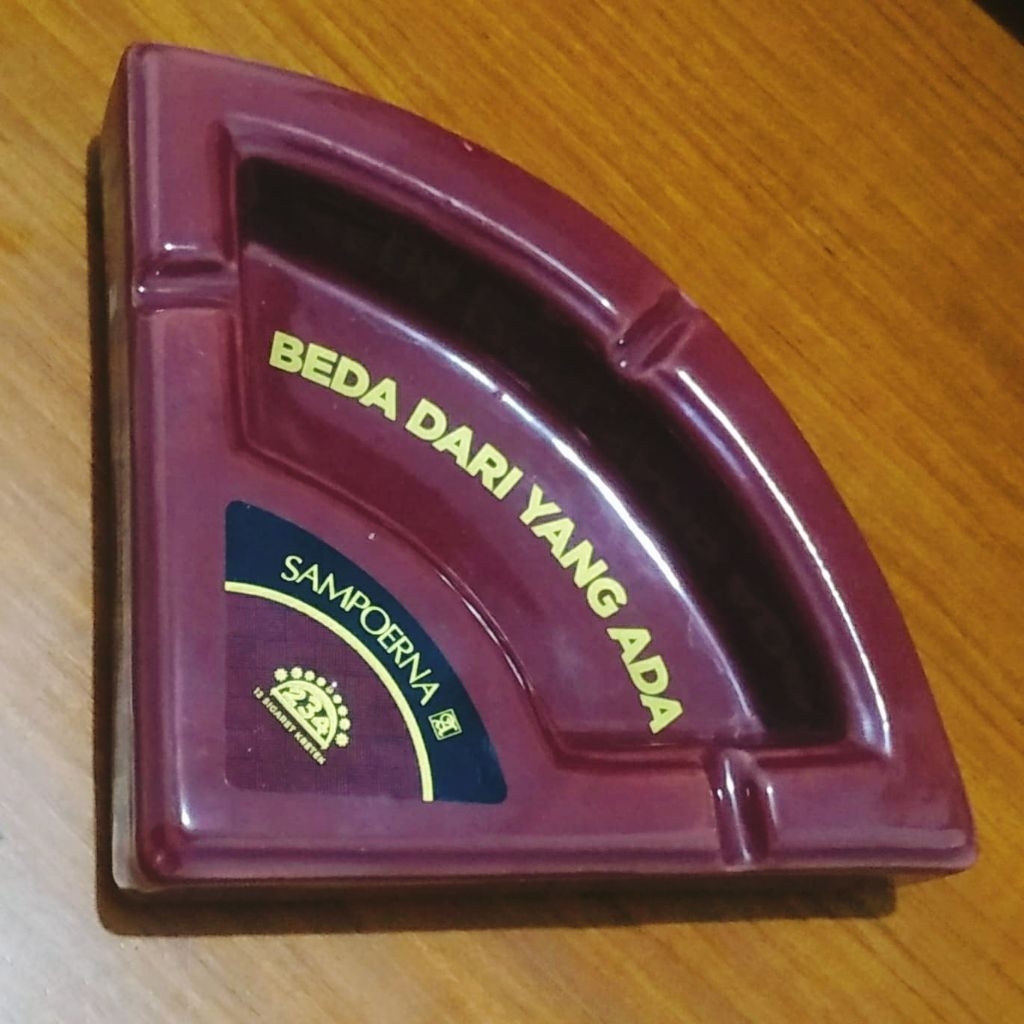 BEDA DARI YANG ADA
SAMPOERNA
234
12 SIGARET KRETEK